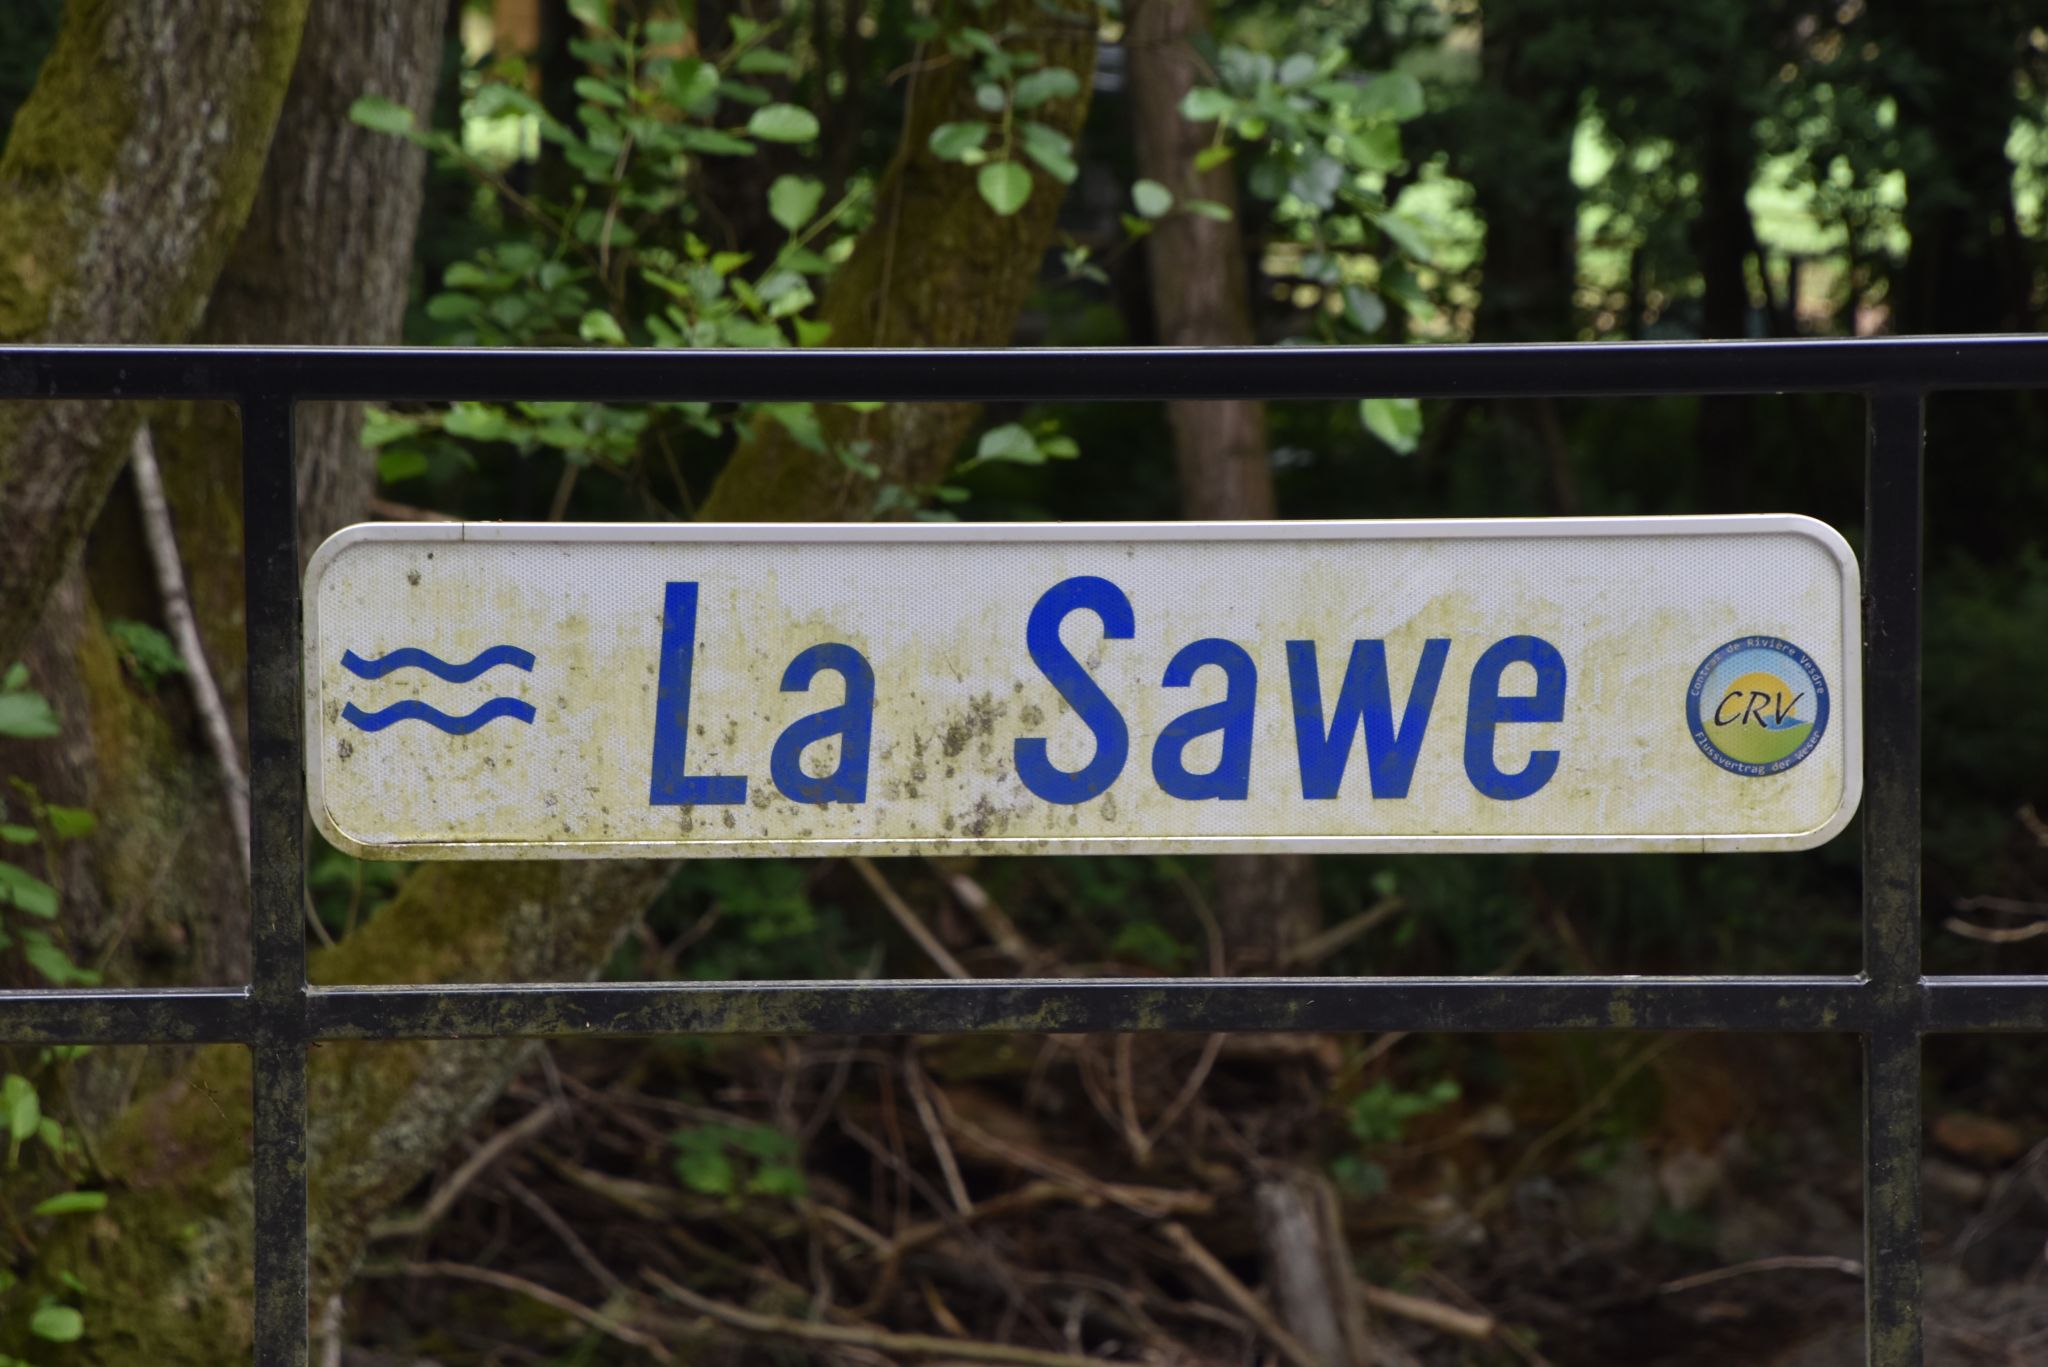 La Sawe
Contrat de Rivière Vesdre
CRV
Flussvertrag der Weser